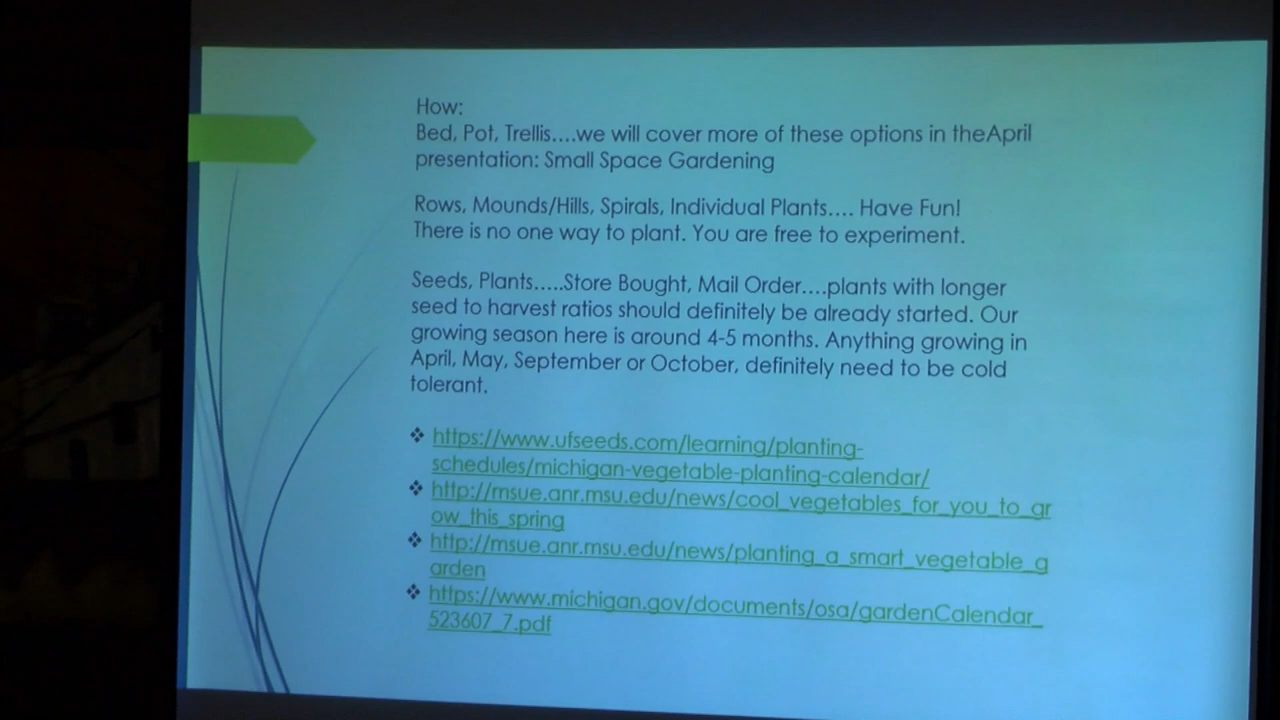 How:
Bed, Pot, Trellis....we will cover more of these options in theApril
presentation: Small Space Gardening
Rows, Mounds/Hills, Spirals, Individual Plants.... Have Fun!
There is no one way to plant. You are free to experiment.
Seeds, Plants.....Store Bought, Mail Order....plants with longer
seed to harvest ratios should definitely be already started. Our
growing season here is around 4-5 months. Anything growing in
April, May, September or October, definitely need to be cold
tolerant.
❖ https://www.ufseeds.com/learning/planting-
schedules/michigan-vegetable-planting-calendar/
❖ http://msue.anr.msu.edu/news/cool_vegetables_for_you_to_gr
ow_this_spring
❖ http://msue.anr.msu.edu/news/planting_a_smart_vegetable_g
arden
❖ https://www.michigan.gov/documents/osa/gardenCalendar_
523607_7.pdf